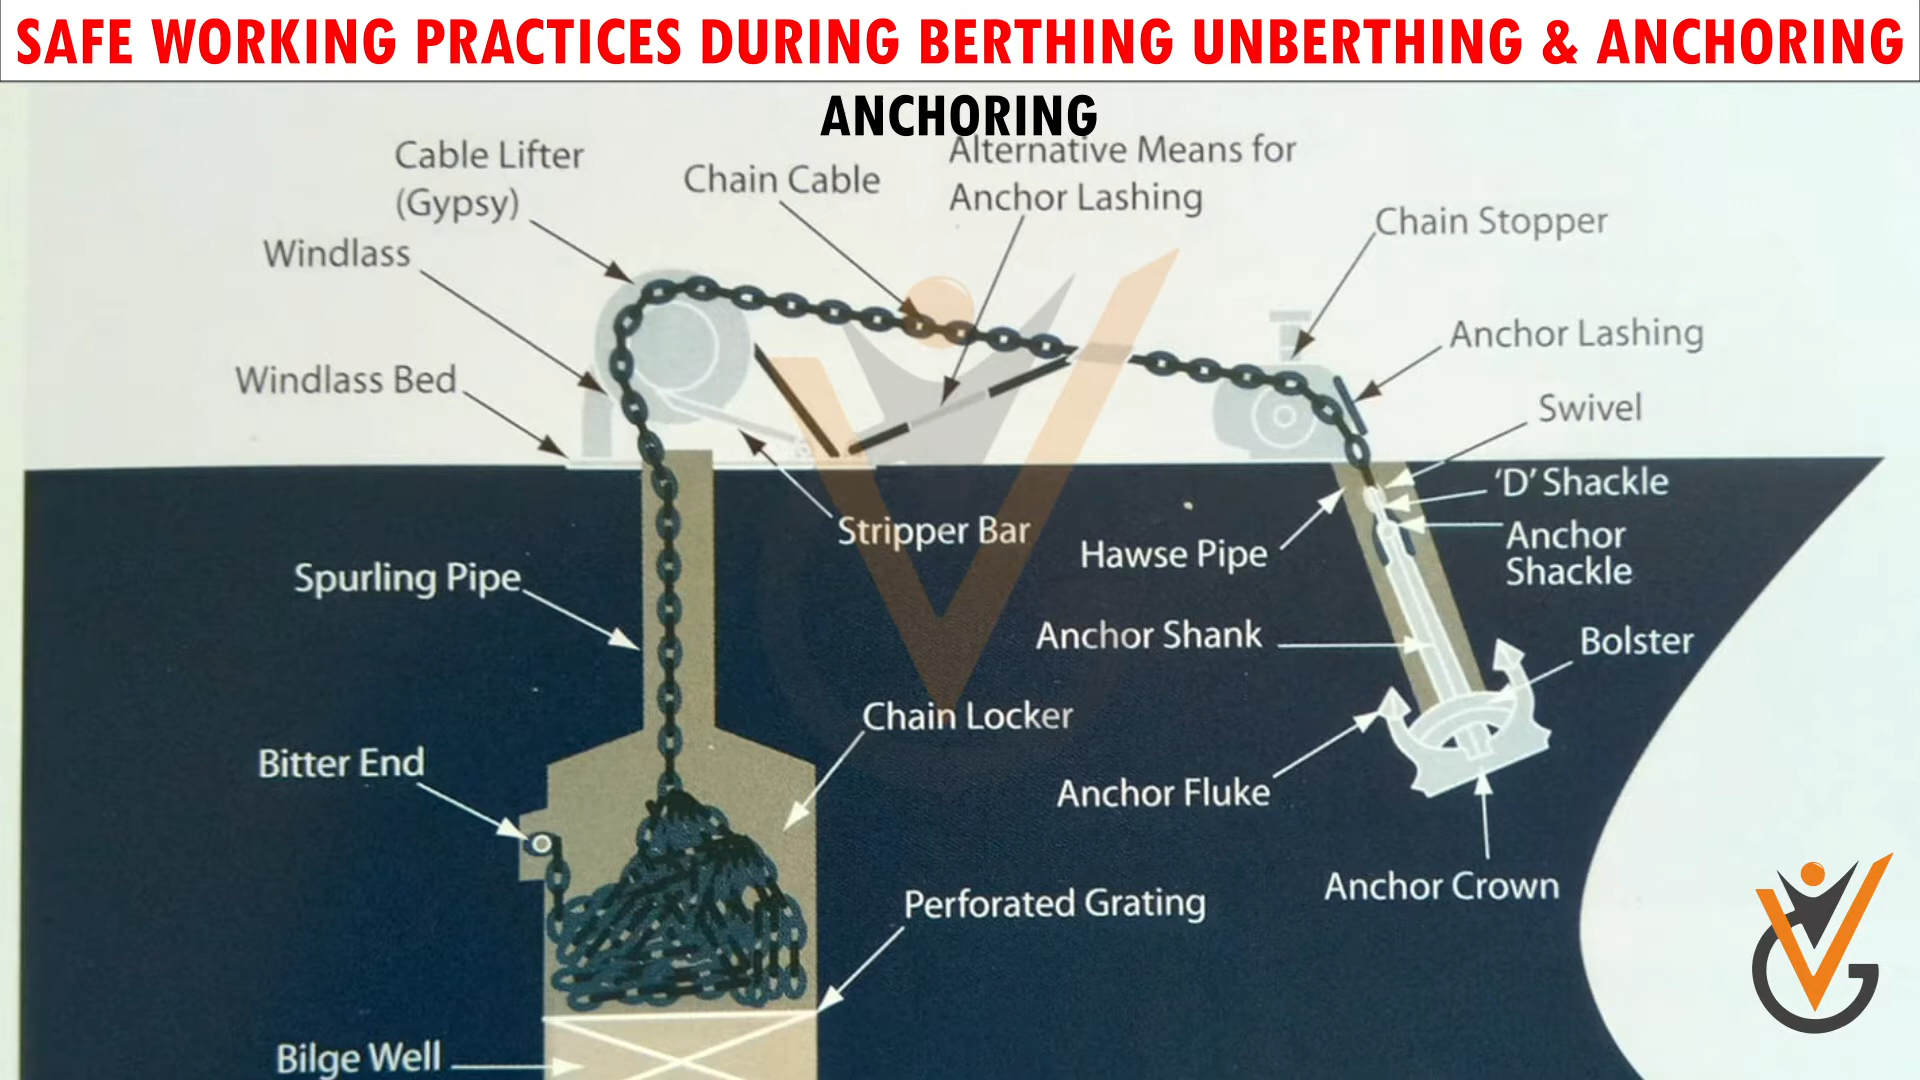 SAFE WORKING PRACTICES DURING BERTHING UNBERTHING & ANCHORING
ANCHORING
Cable Lifter
(Gypsy)
Chain Cable
Alternative Means for
Anchor Lashing
Chain Stopper
Windlass
Anchor Lashing
Windlass Bed
Swivel
'D' Shackle
Stripper Bar
Hawse Pipe
Anchor
Shackle
Spurling Pipe
Anchor Shank
Bolster
Chain Locker
Bitter End
Anchor Fluke
Anchor Crown
Perforated Grating
Bilge Well